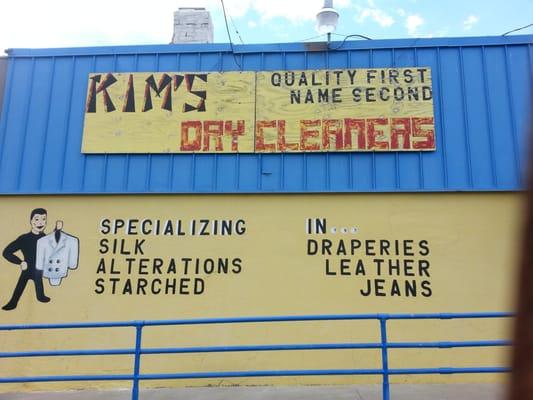 KIM'S
QUALITY FIRST
NAME SECOND
DRY CLEANERS
SPECIALIZING IN...
SILK DRAPERIES
ALTERATIONS LEATHER
STARCHED JEANS